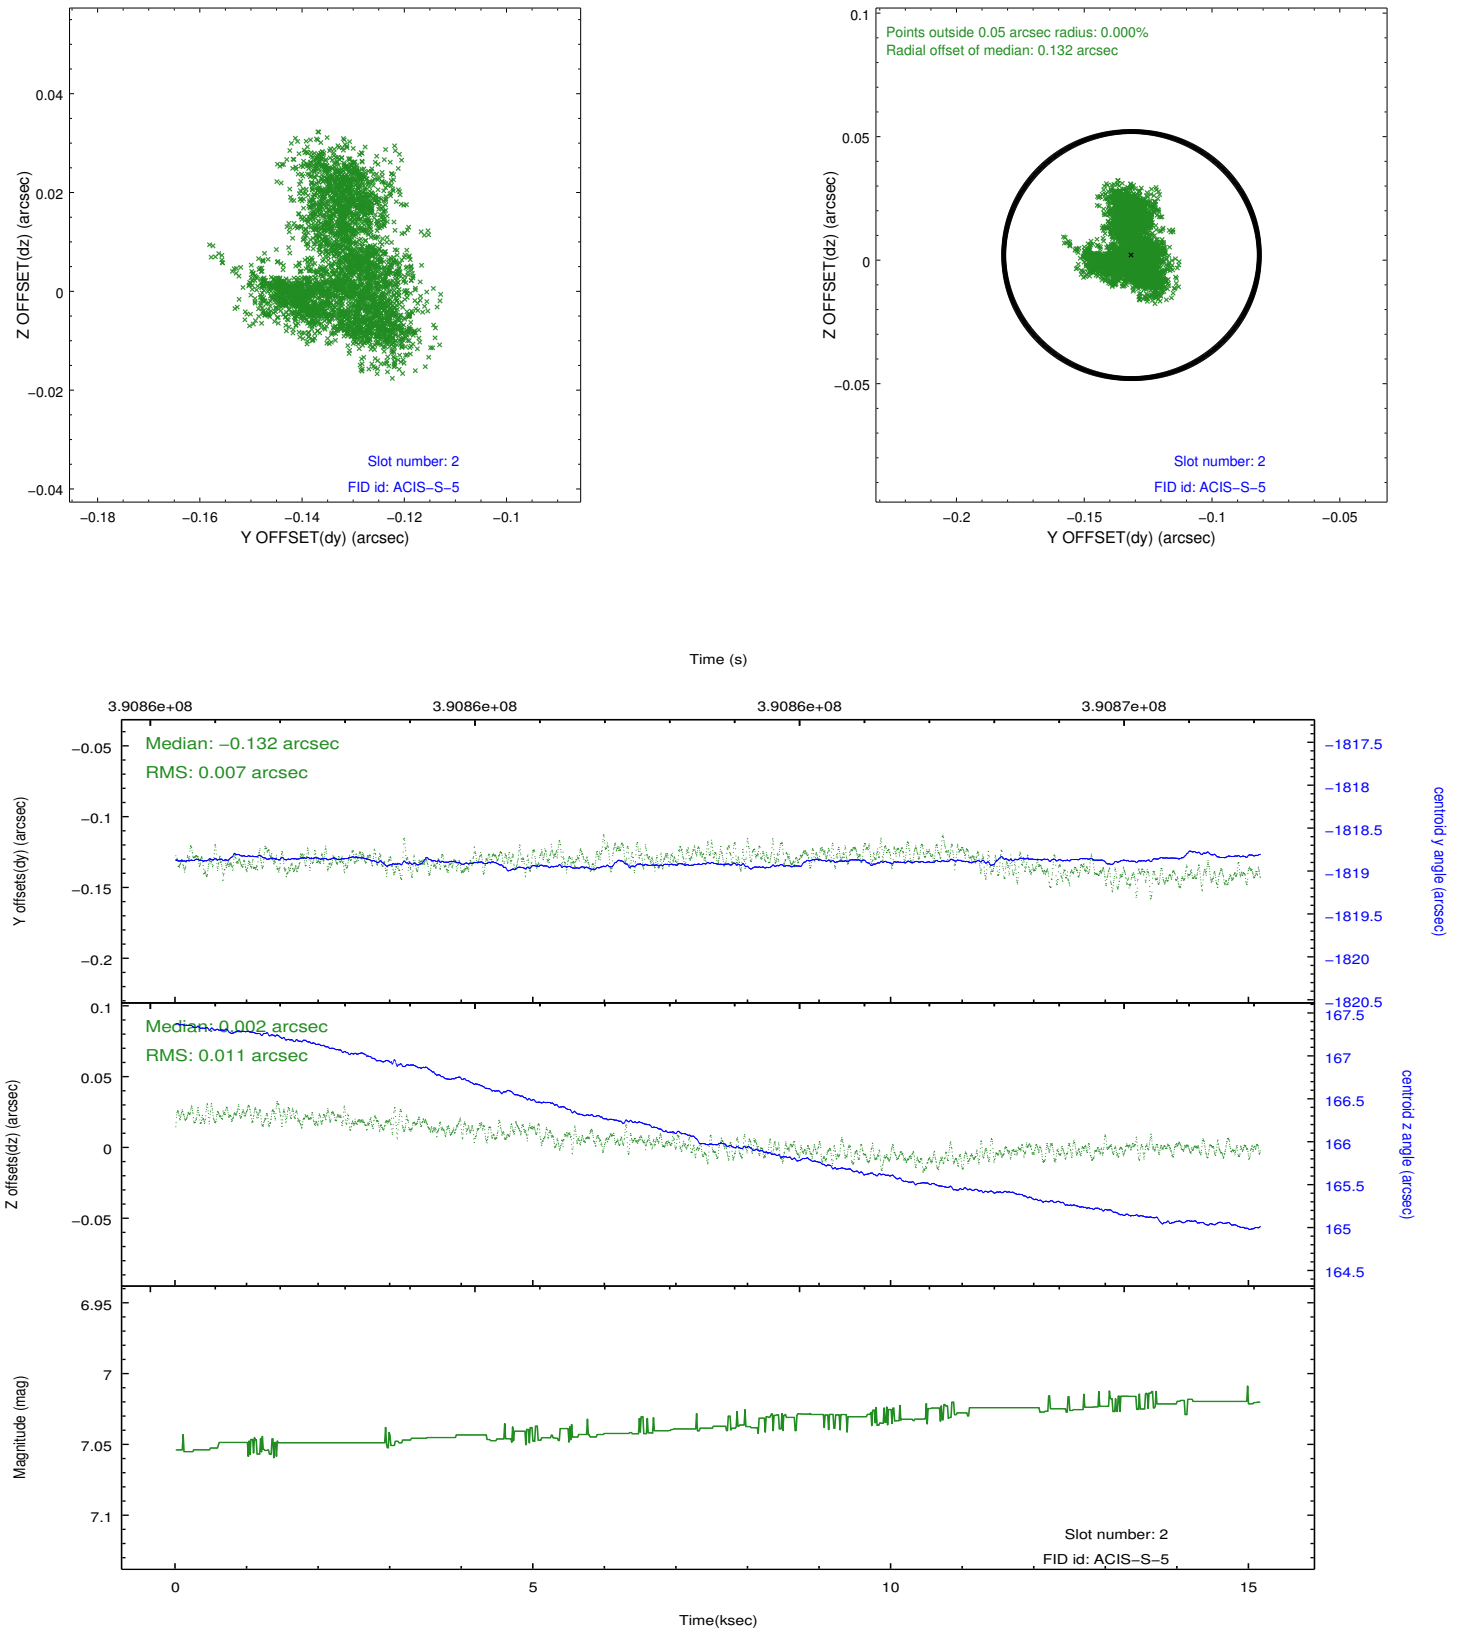 0.04
0.02
0
−0.02
−0.04
Z OFFSET(dz) (arcsec)
Slot number: 2
FID id: ACIS−S−5
−0.18
−0.16
−0.14
−0.12
−0.1
Y OFFSET(dy) (arcsec)
0.1
0.05
0
−0.05
Z OFFSET(dz) (arcsec)
Points outside 0.05 arcsec radius: 0.000%
Radial offset of median: 0.132 arcsec
Slot number: 2
FID id: ACIS−S−5
−0.2
−0.15
−0.1
−0.05
Y OFFSET(dy) (arcsec)
Time (s)
3.9086e+08
3.9086e+08
3.9086e+08
3.9087e+08
−0.05
−0.1
−0.15
−0.2
Y offsets(dy) (arcsec)
Median: −0.132 arcsec
RMS: 0.007 arcsec
−1817.5
−1818
−1818.5
−1819
−1819.5
−1820
−1820.5
centroid y angle (arcsec)
0.1
0.05
0
−0.05
Z offsets(dz) (arcsec)
Median: 0.002 arcsec
RMS: 0.011 arcsec
167.5
167
166.5
166
165.5
165
164.5
centroid z angle (arcsec)
6.95
7
7.05
7.1
Magnitude (mag)
Slot number: 2
FID id: ACIS−S−5
0
5
10
15
Time(ksec)